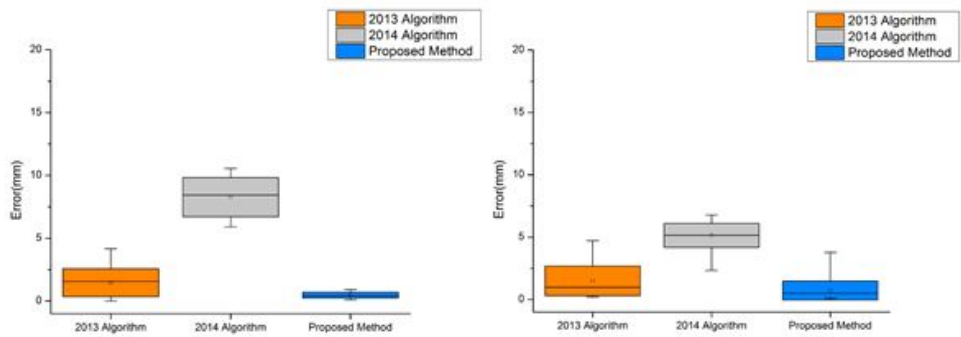 2013 Algorithm
2014 Algorithm
Proposed Method
20
15
10
5
0
Error(mm)
2013 Algorithm 2014 Algorithm Proposed Method
2013 Algorithm
2014 Algorithm
Proposed Method
20
15
10
5
0
Error(mm)
2013 Algorithm 2014 Algorithm Proposed Method